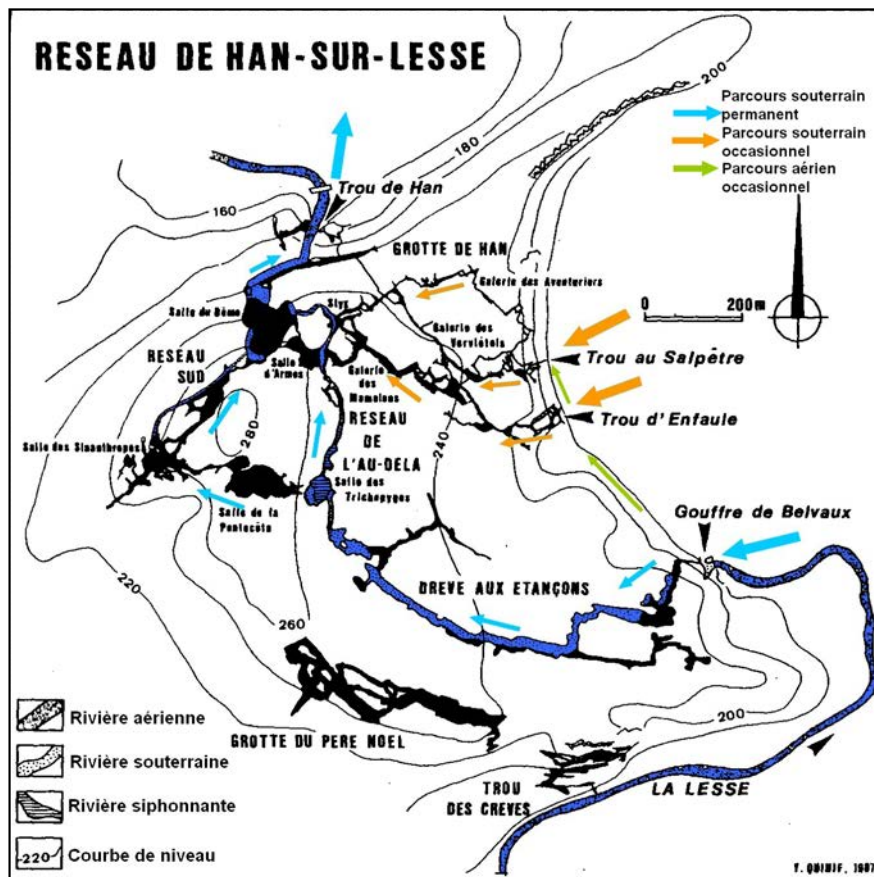 RESEAU DE HAN-SUR-LESSE
200
Parcours souterrain
permanent
Parcours souterrain
occasionnel
Parcours aérien
occasionnel
180
Trou de Han
160
GROTTE DE HAN
Galerie des Aventuriers
0 200m
Salle du Dôme
Styx
Galerie des
Verviétois
Trou au Salpêtre
RESEAU
SUD
Salle
d'Armes
Galerie
des
Mamelons
Trou d'Enfaule
RESEAU
DE
L'AU-DELA
240
280
Salle des Sinanthropes
Salle des
Trichopyges
Salle de la
Pentecôte
Gouffre de Belvaux
220
DREVE AUX ETANÇONS
260
200
GROTTE DU PERE NOEL
TROU
DES CREVES
LA LESSE
Rivière aérienne
Rivière souterraine
Rivière siphonnante
220 Courbe de niveau
Y. QUINIF, 1987